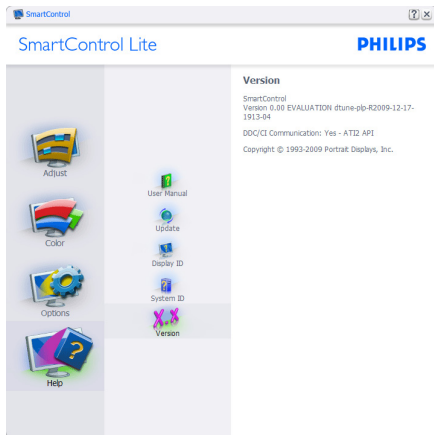 SmartControl
SmartControl Lite
PHILIPS
Adjust
Color
Options
Help
User Manual
Update
Display ID
System ID
X.X
Version
Version
SmartControl
Version 0.00 EVALUATION dtune-plp-R2009-12-17-
1913-04
DDC/CI Communication: Yes - ATI2 API
Copyright © 1993-2009 Portrait Displays, Inc.